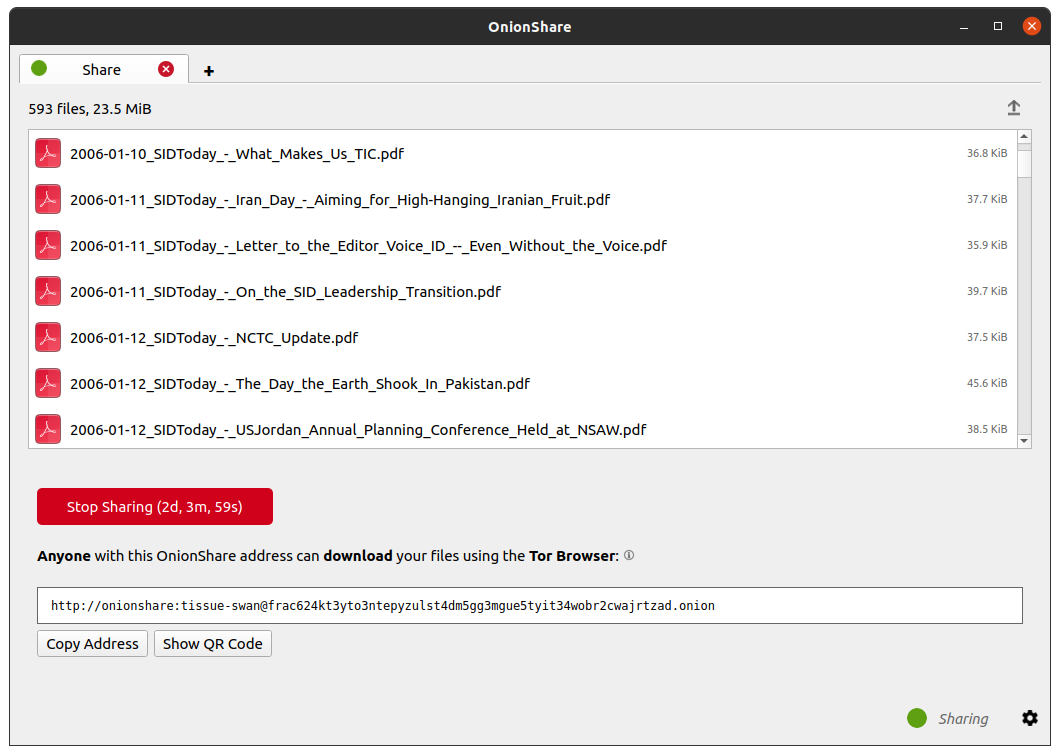 OnionShare
Share
593 files, 23.5 MiB
2006-01-10_SIDToday_-_What_Makes_Us_TIC.pdf 36.8 KiB
2006-01-11_SIDToday_-_Iran_Day_-_Aiming_for_High-Hanging_Iranian_Fruit.pdf 37.7 KiB
2006-01-11_SIDToday_-_Letter_to_the_Editor_Voice_ID_--_Even_Without_the_Voice.pdf 35.9 KiB
2006-01-11_SIDToday_-_On_the_SID_Leadership_Transition.pdf 39.7 KiB
2006-01-12_SIDToday_-_NCTC_Update.pdf 37.5 KiB
2006-01-12_SIDToday_-_The_Day_the_Earth_Shook_In_Pakistan.pdf 45.6 KiB
2006-01-12_SIDToday_-_USJordan_Annual_Planning_Conference_Held_at_NSAW.pdf 38.5 KiB
Stop Sharing (2d, 3m, 59s)
Anyone with this OnionShare address can download your files using the Tor Browser:
http://onionshare:tissue-swan@frac624kt3yto3ntepyzulst4dm5gg3mgue5tyit34wobr2cwajrtzad.onion
Copy Address Show QR Code
Sharing